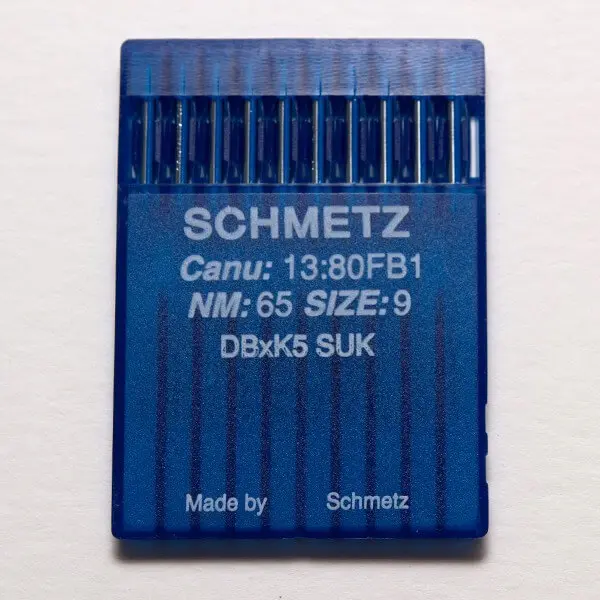 SCHMETZ
Canu: 13:80FB1
NM: 65 SIZE: 9
DBxK5 SUK
Made by Schmetz